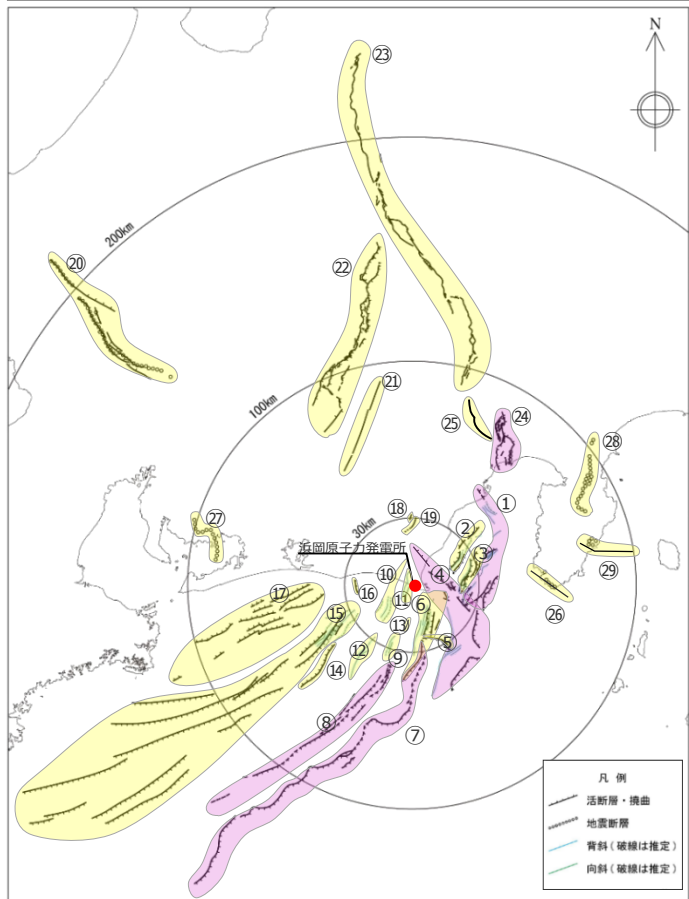 N
㉓
200km
⑳
㉒
100km
㉑
㉕
㉔
㉘
30km
⑱
⑲
②
①
㉗
浜岡原子力発電所
③
㉙
⑩
④
⑰
⑯
⑪
⑥
㉖
⑮
⑬
⑤
⑫
⑨
⑭
⑧
⑦
凡 例
活断層・撓曲
地震断層
背斜(破線は推定)
向斜(破線は推定)